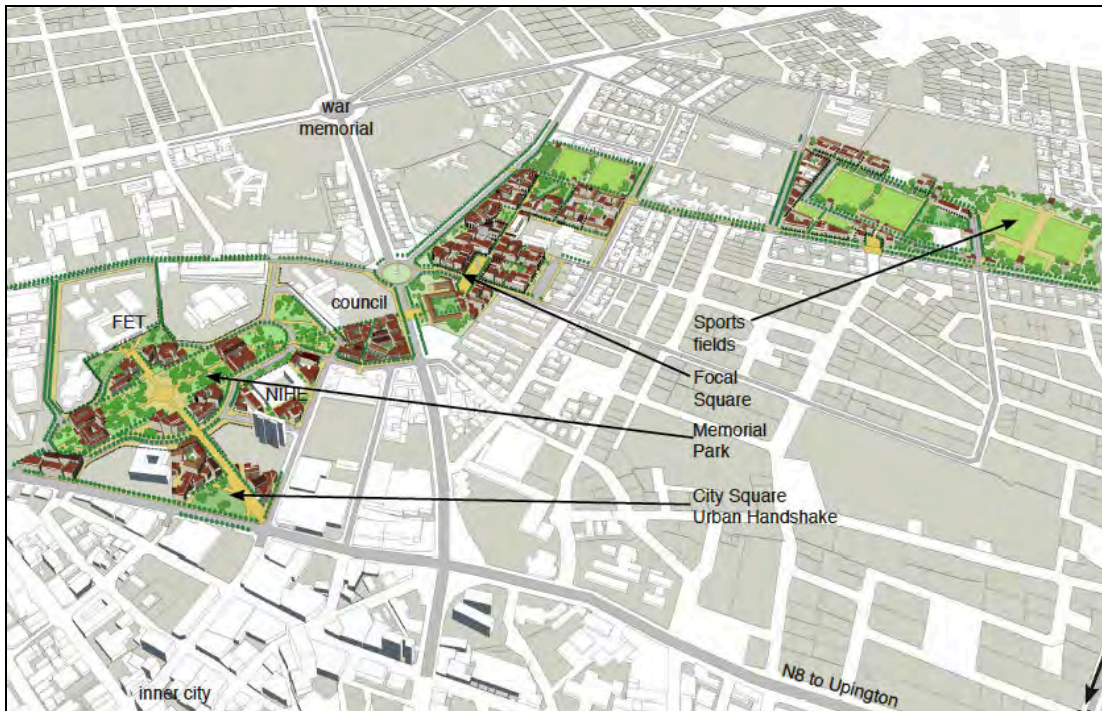 war
memorial
council
FET
NIHE
Sports
fields
Focal
Square
Memorial
Park
City Square
Urban Handshake
N8 to Upington
inner city